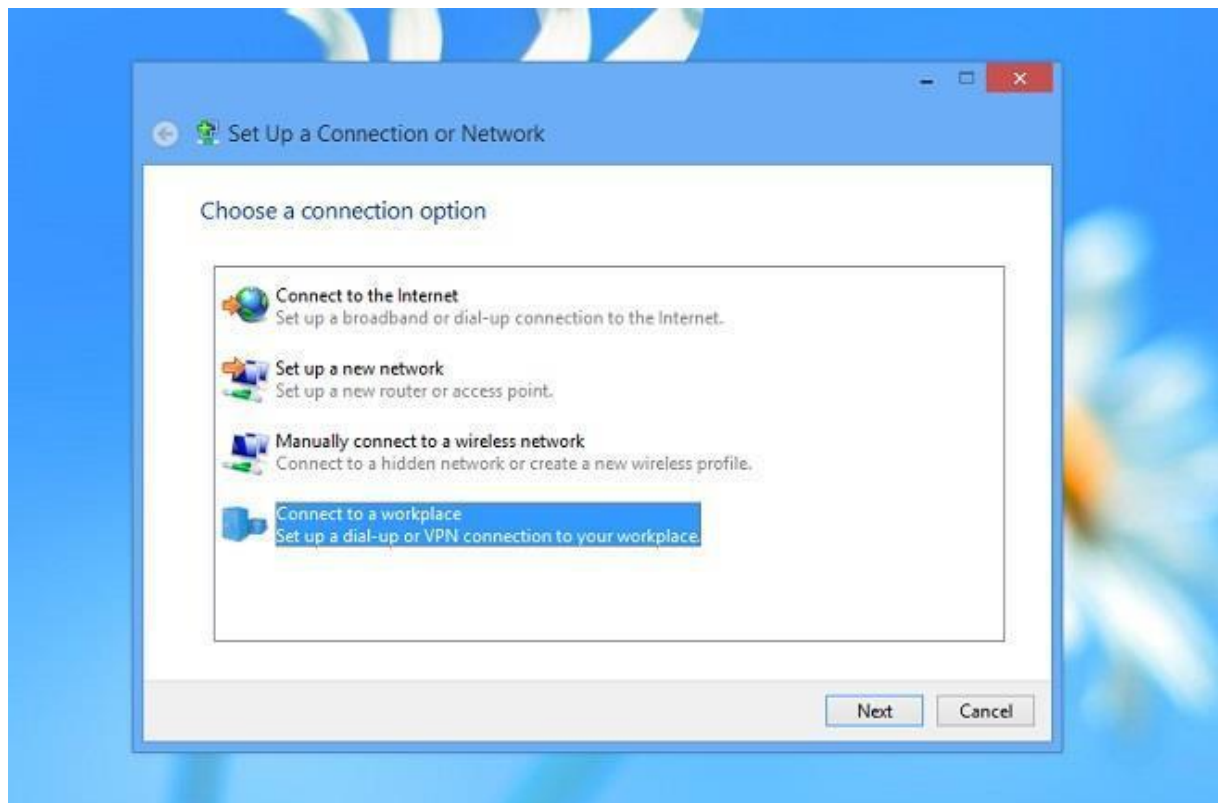 Set Up a Connection or Network
Choose a connection option
Connect to the Internet
Set up a broadband or dial-up connection to the Internet.
Set up a new network
Set up a new router or access point.
Manually connect to a wireless network
Connect to a hidden network or create a new wireless profile.
Connect to a workplace
Set up a dial-up or VPN connection to your workplace.
Next Cancel